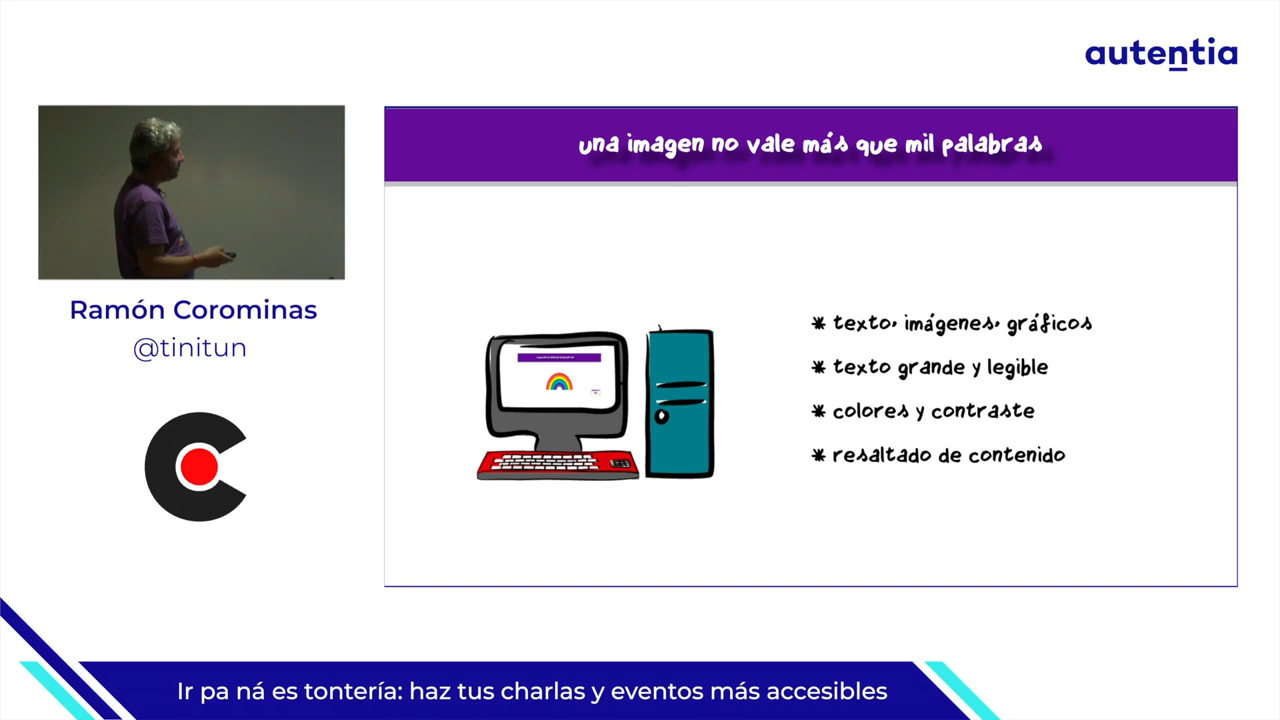 autentia
una imagen no vale más que mil palabras
Ramón Corominas
@tinitun
* texto, imágenes, gráficos
* texto grande y legible
* colores y contraste
* resaltado de contenido
Ir pa ná es tontería: haz tus charlas y eventos más accesibles